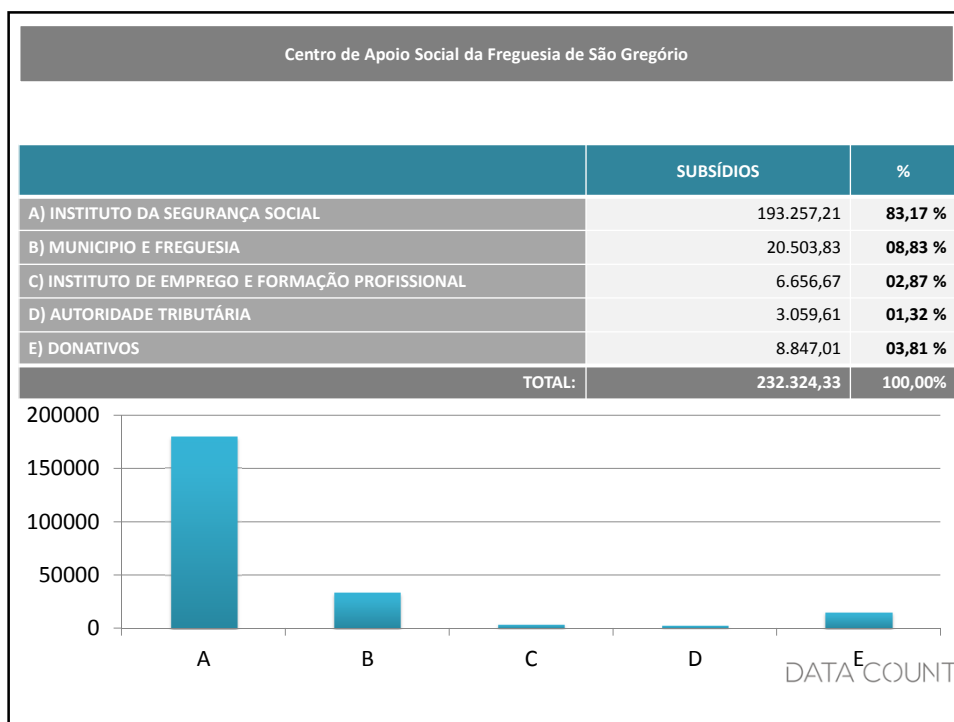 Centro de Apoio Social da Freguesia de São Gregório
SUBSÍDIOS %
A) INSTITUTO DA SEGURANÇA SOCIAL 193.257,21 83,17 %
B) MUNICIPIO E FREGUESIA 20.503,83 08,83 %
C) INSTITUTO DE EMPREGO E FORMAÇÃO PROFISSIONAL 6.656,67 02,87 %
D) AUTORIDADE TRIBUTÁRIA 3.059,61 01,32 %
E) DONATIVOS 8.847,01 03,81 %
TOTAL: 232.324,33 100,00%
200000
150000
100000
50000
0
A B C D E
DATA COUNT